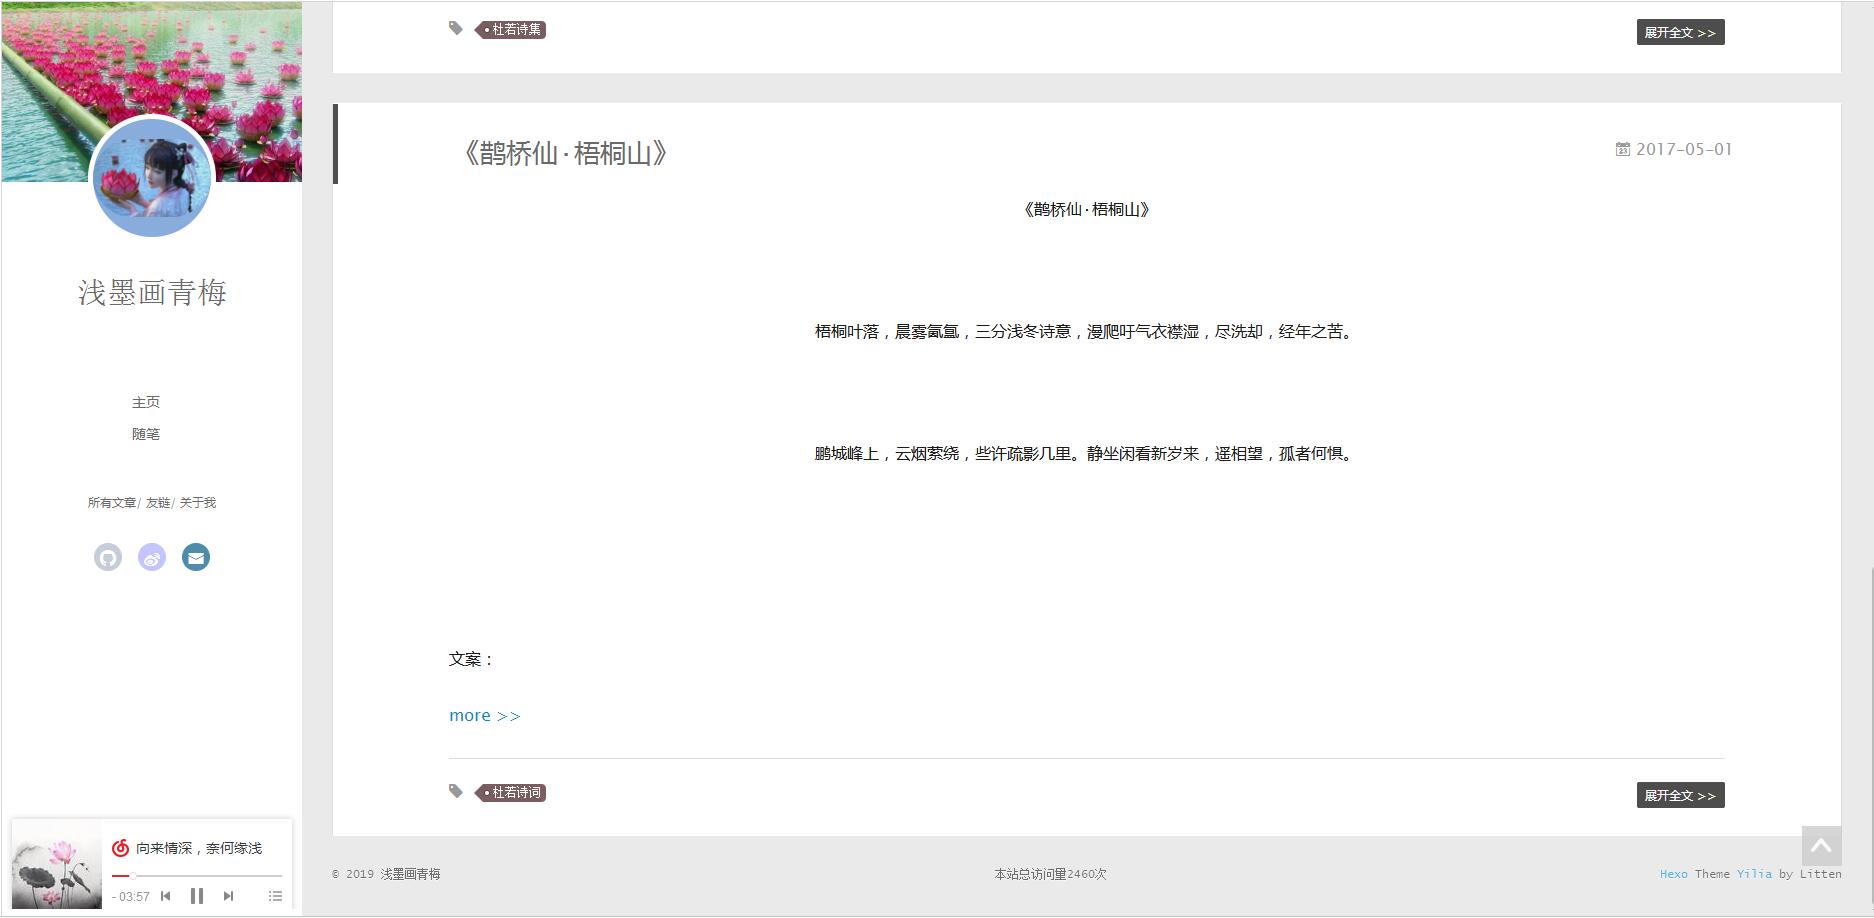 浅墨画青梅
主页
随笔
所有文章/ 友链/ 关于我
向来情深，奈何缘浅
- 03:57
杜若诗集
展开全文 >>
《鹊桥仙·梧桐山》
2017-05-01
《鹊桥仙·梧桐山》
梧桐叶落，晨雾氤氲，三分浅冬诗意，漫爬吁气衣襟湿，尽洗却，经年之苦。
鹏城峰上，云烟萦绕，些许疏影几里。静坐闲看新岁来，遥相望，孤者何惧。
文案：
more >>
杜若诗词
展开全文 >>
© 2019 浅墨画青梅
本站总访问量2460次
Hexo Theme Yilia by Litten